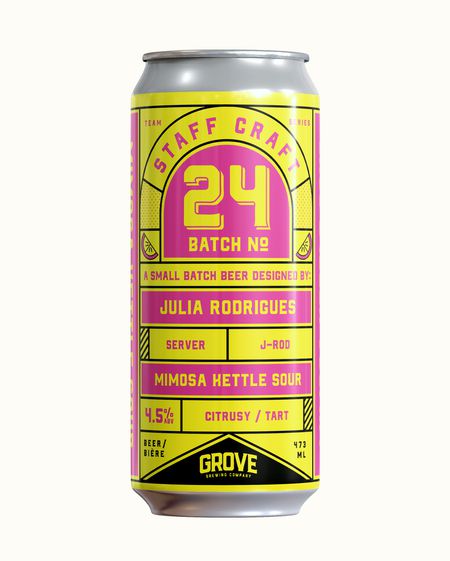 TEAM
SERIES
STAFF CRAFT
24
BATCH Nº
A SMALL BATCH BEER DESIGNED BY:
JULIA RODRIGUES
SERVER
J-ROD
MIMOSA KETTLE SOUR
4.5% ABV
CITRUSY / TART
BEER/
BIÈRE
473
ML
GROVE
BREWING COMPANY